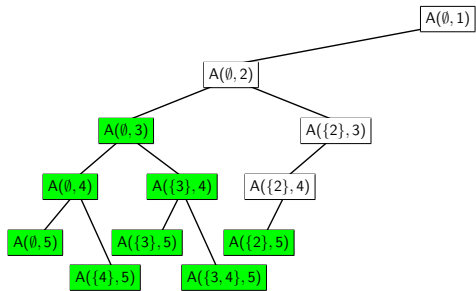 A(∅, 1)
A(∅, 2)
A(∅, 3)
A({2}, 3)
A(∅, 4)
A({3}, 4)
A({2}, 4)
A(∅, 5)
A({3}, 5)
A({2}, 5)
A({4}, 5)
A({3, 4}, 5)